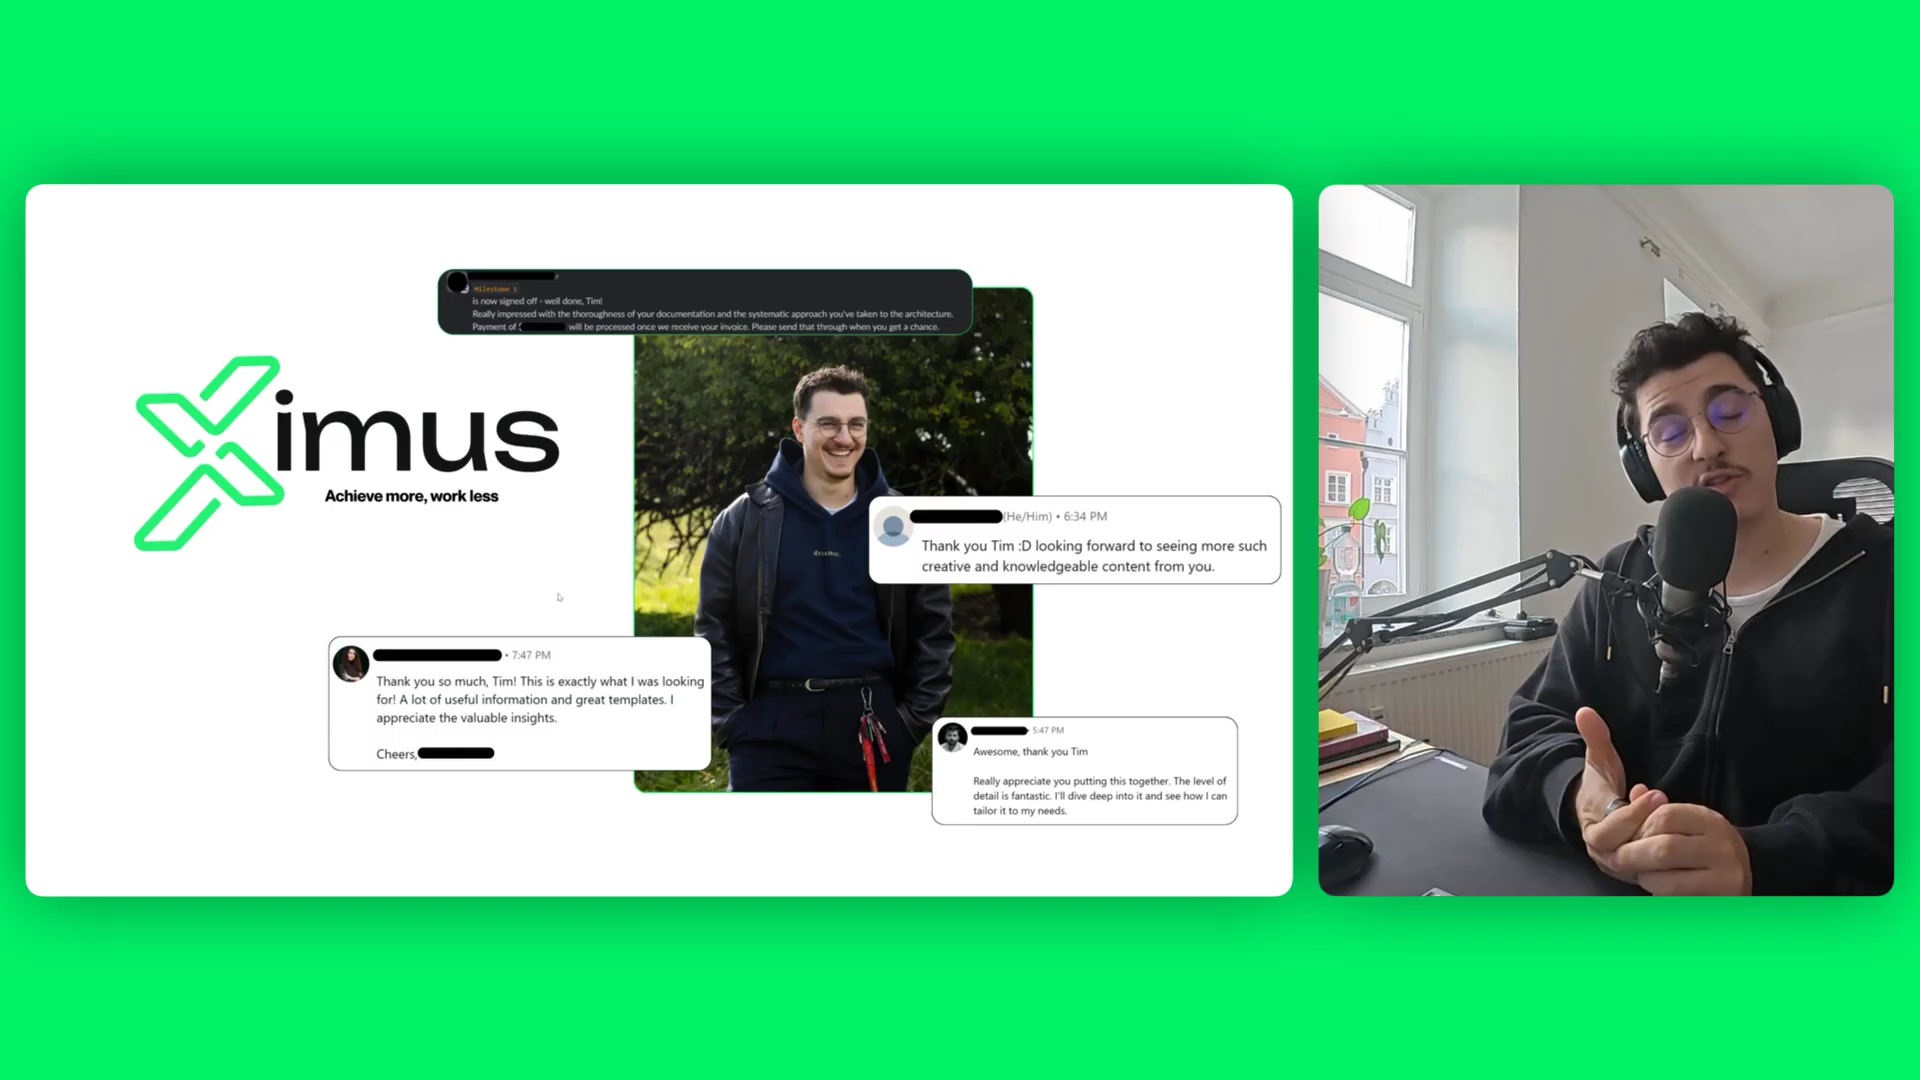 Milestone 1
is now signed off - well done, Tim!
Really impressed with the thoroughness of your documentation and the systematic approach you've taken to the architecture.
Payment of will be processed once we receive your invoice. Please send that through when you get a chance.
Ximus
Achieve more, work less
(He/Him) • 6:34 PM
Thank you Tim :D looking forward to seeing more such
creative and knowledgeable content from you.
• 7:47 PM
Thank you so much, Tim! This is exactly what I was looking
for! A lot of useful information and great templates. I
appreciate the valuable insights.
Cheers,
5:47 PM
Awesome, thank you Tim
Really appreciate you putting this together. The level of
detail is fantastic. I'll dive deep into it and see how I can
tailor it to my needs.